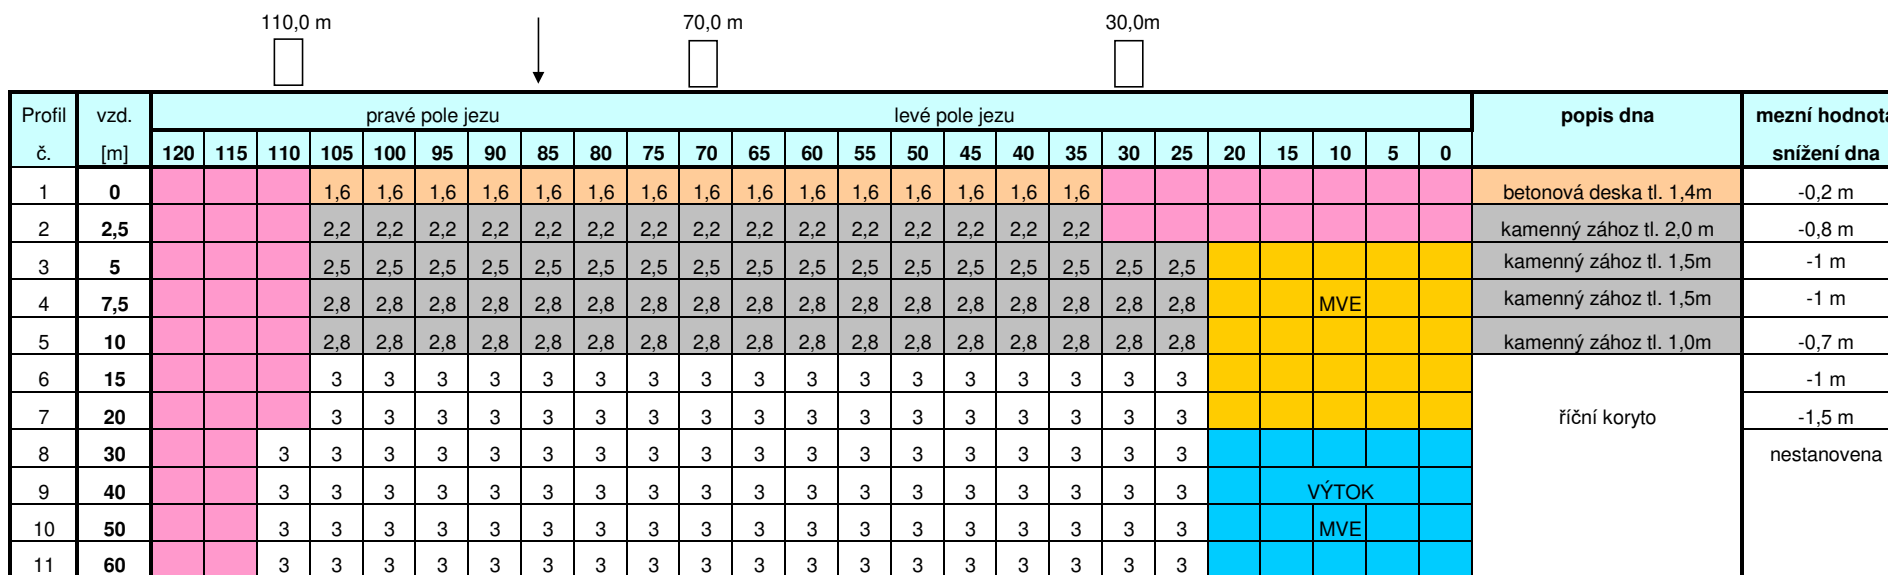 110,0 m 70,0 m 30,0m
Profil vzd. pravé pole jezu levé pole jezu popis dna mezní hodnota
č. [m] 120 115 110 105 100 95 90 85 80 75 70 65 60 55 50 45 40 35 30 25 20 15 10 5 0 snížení dna
1 0 1,6 1,6 1,6 1,6 1,6 1,6 1,6 1,6 1,6 1,6 1,6 1,6 1,6 1,6 1,6 betonová deska tl. 1,4m -0,2 m
2 2,5 2,2 2,2 2,2 2,2 2,2 2,2 2,2 2,2 2,2 2,2 2,2 2,2 2,2 2,2 2,2 kamenný zához tl. 2,0 m -0,8 m
3 5 2,5 2,5 2,5 2,5 2,5 2,5 2,5 2,5 2,5 2,5 2,5 2,5 2,5 2,5 2,5 2,5 2,5 kamenný zához tl. 1,5m -1 m
4 7,5 2,8 2,8 2,8 2,8 2,8 2,8 2,8 2,8 2,8 2,8 2,8 2,8 2,8 2,8 2,8 2,8 2,8 MVE kamenný zához tl. 1,5m -1 m
5 10 2,8 2,8 2,8 2,8 2,8 2,8 2,8 2,8 2,8 2,8 2,8 2,8 2,8 2,8 2,8 2,8 2,8 kamenný zához tl. 1,0m -0,7 m
6 15 3 3 3 3 3 3 3 3 3 3 3 3 3 3 3 3 3 -1 m
7 20 3 3 3 3 3 3 3 3 3 3 3 3 3 3 3 3 3 říční koryto -1,5 m
8 30 3 3 3 3 3 3 3 3 3 3 3 3 3 3 3 3 3 3 nestanovena
9 40 3 3 3 3 3 3 3 3 3 3 3 3 3 3 3 3 3 3 VÝTOK
10 50 3 3 3 3 3 3 3 3 3 3 3 3 3 3 3 3 3 3 MVE
11 60 3 3 3 3 3 3 3 3 3 3 3 3 3 3 3 3 3 3